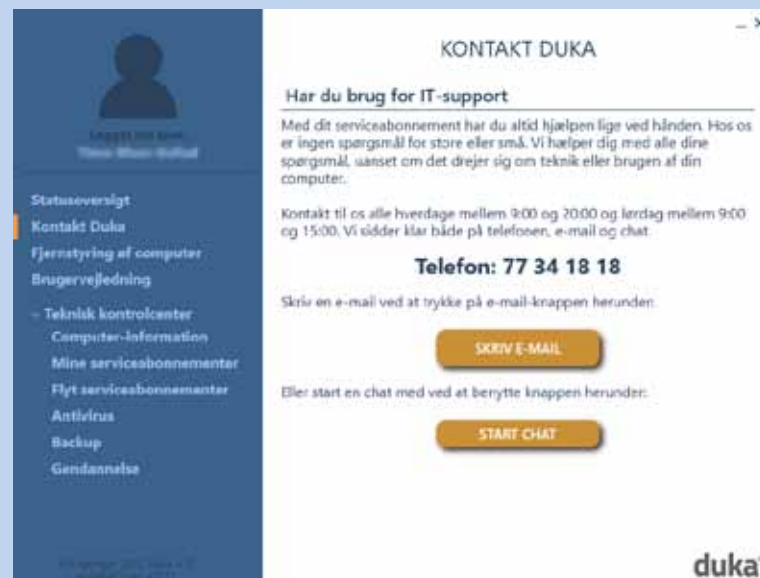 Statusoversigt
Kontakt Duka
Fjernstyring af computer
Brugervejledning
Teknisk kontrolcenter
Computer-information
Mine serviceabonnementer
Flyt serviceabonnementer
Antivirus
Backup
Gendannelse
KONTAKT DUKA
Har du brug for IT-support
Med dit serviceabonnement har du altid hjælpen lige ved hånden. Hos os
er ingen spørgsmål for store eller små. Vi hælper dig med alle dine
spørgsmål, uanset om det drejer sig om teknik eller brugen af din
computer.
Kontakt til os alle hverdage mellem 9:00 og 20:00 og lørdag mellem 9:00
og 15:00. Vi sidder klar både på telefonen, e-mail og chat
Telefon: 77 34 18 18
Skriv en e-mail ved at trykke på e-mail-knappen herunder:
SKRIV E-MAIL
Eller start en chat med ved at benytte knappen herunder:
START CHAT
duka